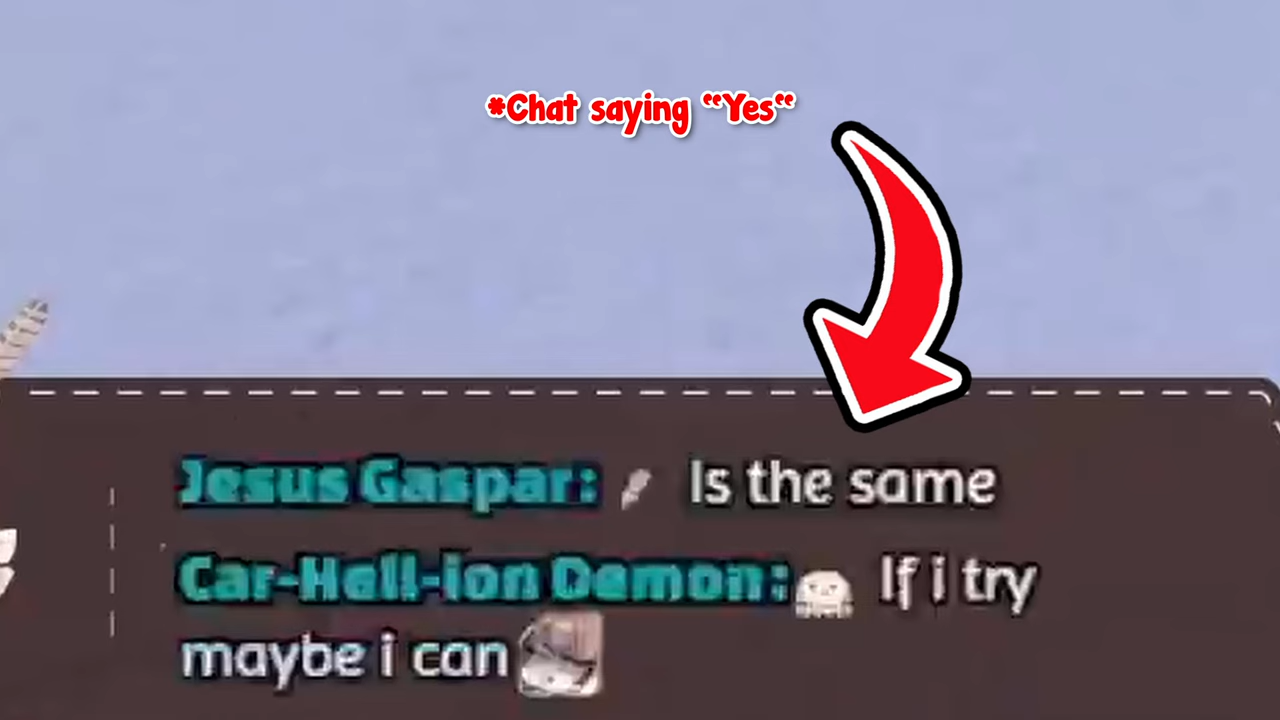 *Chat saying “Yes“
Jesus Gaspar: Is the same
Car-Hell-ion Demon: If i try
maybe i can